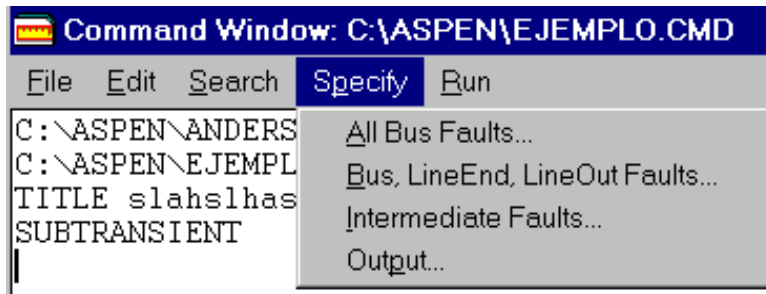 Command Window: C:\ASPEN\EJEMPLO.CMD
File Edit Search Specify Run
C:\ASPEN\ANDERS
C:\ASPEN\EJEMPL
TITLE slahslhas
SUBTRANSIENT
All Bus Faults...
Bus, LineEnd, LineOut Faults...
Intermediate Faults...
Output...